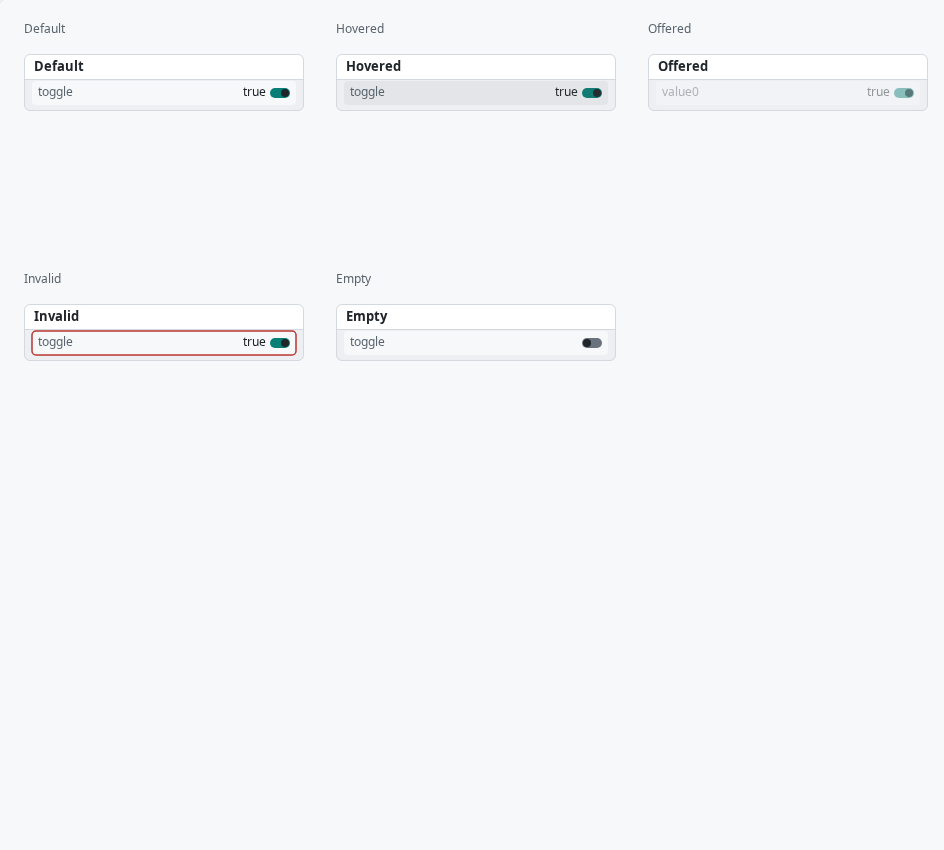 Default
Hovered
Offered
Default
Hovered
Offered
toggle true
toggle true
value0 true
Invalid
Empty
Invalid
Empty
toggle true
toggle